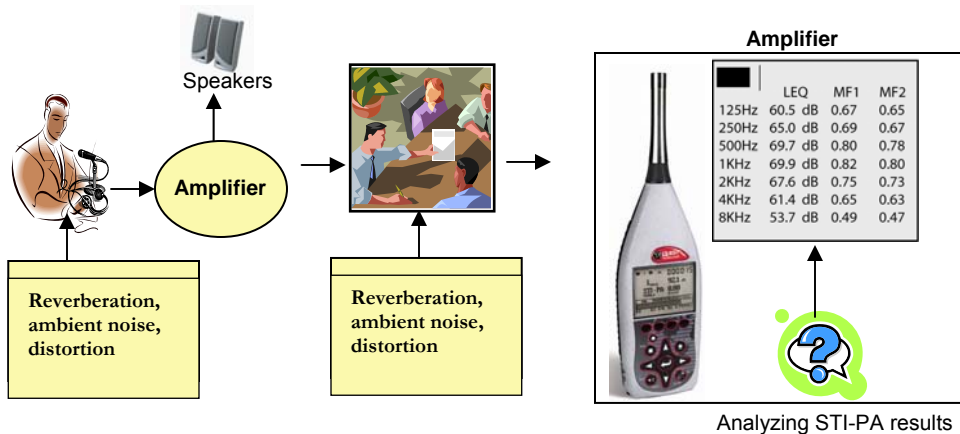 Speakers
Amplifier
Reverberation,
ambient noise,
distortion
Reverberation,
ambient noise,
distortion
Amplifier
LEQ MF1 MF2
125Hz 60.5 dB 0.67 0.65
250Hz 65.0 dB 0.69 0.67
500Hz 69.7 dB 0.80 0.78
1KHz 69.9 dB 0.82 0.80
2KHz 67.6 dB 0.75 0.73
4KHz 61.4 dB 0.65 0.63
8KHz 53.7 dB 0.49 0.47
?
Analyzing STI-PA results